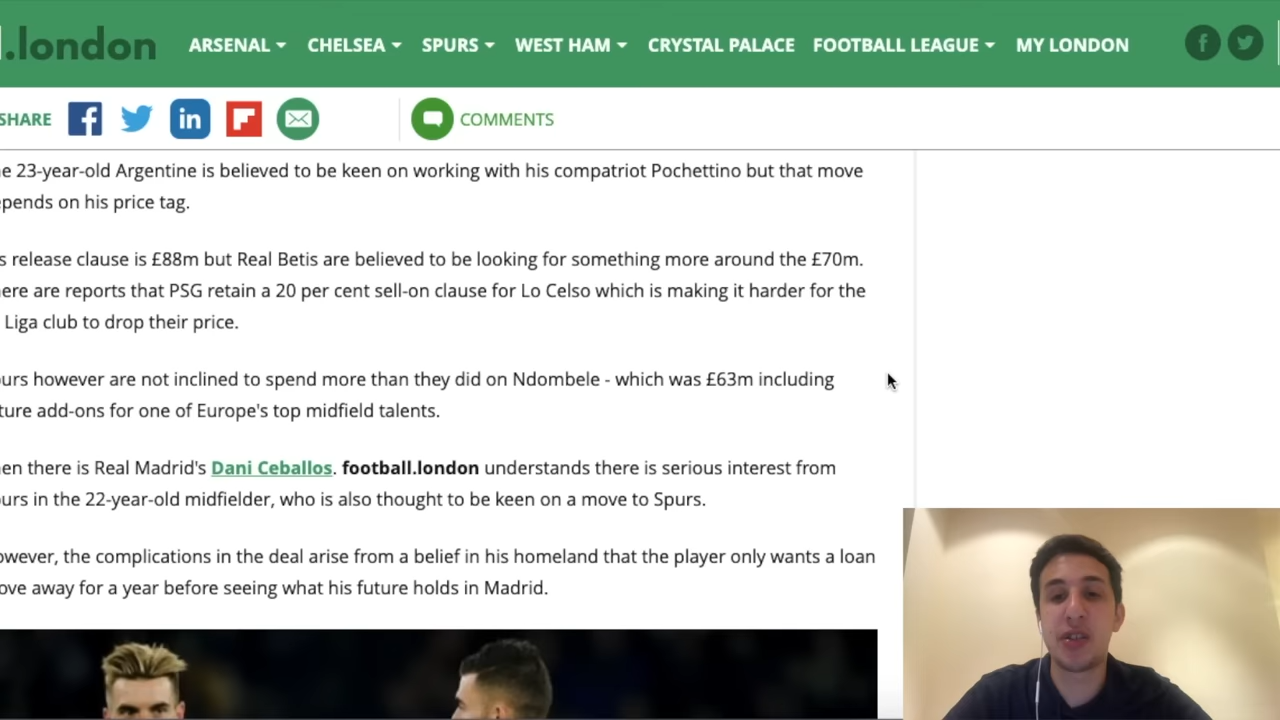 .london
ARSENAL CHELSEA SPURS WEST HAM CRYSTAL PALACE FOOTBALL LEAGUE MY LONDON
SHARE in COMMENTS
e 23-year-old Argentine is believed to be keen on working with his compatriot Pochettino but that move
epends on his price tag.
s release clause is £88m but Real Betis are believed to be looking for something more around the £70m.
ere are reports that PSG retain a 20 per cent sell-on clause for Lo Celso which is making it harder for the
Liga club to drop their price.
urs however are not inclined to spend more than they did on Ndombele - which was £63m including
ture add-ons for one of Europe's top midfield talents.
en there is Real Madrid's Dani Ceballos. football.london understands there is serious interest from
urs in the 22-year-old midfielder, who is also thought to be keen on a move to Spurs.
owever, the complications in the deal arise from a belief in his homeland that the player only wants a loan
ove away for a year before seeing what his future holds in Madrid.